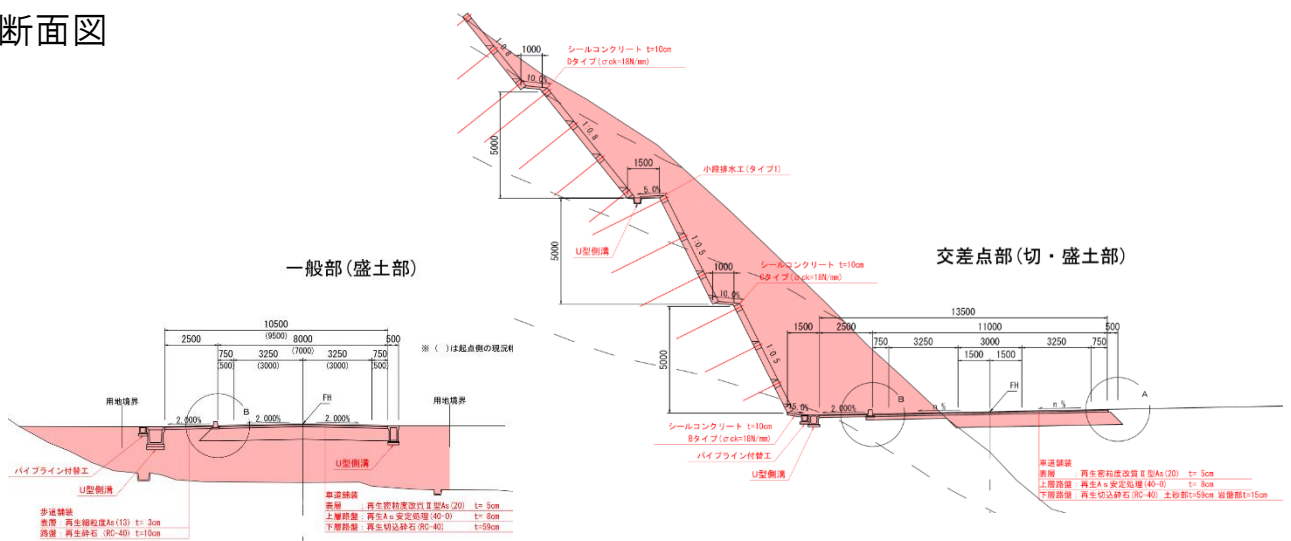 断面図
1:0.8
1000
シールコンクリート t=10cm
Dタイプ(σck=18N/mm)
10.0%
5000
1:0.8
1500
小段排水工(タイプ1)
5.0%
U型側溝
5000
1:0.5
1000
シールコンクリート t=10cm
Cタイプ(σck=18N/mm)
10.0%
5000
1:0.5
一般部(盛土部)
10500
(9500)
2500
8000
(7000)
500
750
3250
3250
750
(500)
(3000)
(3000)
(500)
※ ( )は起点側の現況
用地境界
FH
用地境界
B
2.000%
2.000%
2.000%
パイプライン付替工
U型側溝
U型側溝
歩道舗装
表層:再生細粒度As(13) t= 3cm
路盤:再生砕石 (RC-40) t=10cm
車道舗装
表層 :再生密粒度改質Ⅱ型As(20) t= 5cm
上層路盤:再生As安定処理(40-0) t= 8cm
下層路盤:再生切込砕石(RC-40) t=59cm
交差点部(切・盛土部)
13500
1500
2500
11000
500
750
3250
3000
3250
750
1500
1500
FH
A
B
15.0%
2.000%
n %
n %
シールコンクリート t=10cm
Bタイプ(σck=18N/mm)
パイプライン付替工
U型側溝
車道舗装
表層 :再生密粒度改質Ⅱ型As(20) t= 5cm
上層路盤:再生As安定処理(40-0) t= 8cm
下層路盤:再生切込砕石(RC-40) 土砂部t=59cm 岩盤部t=15cm